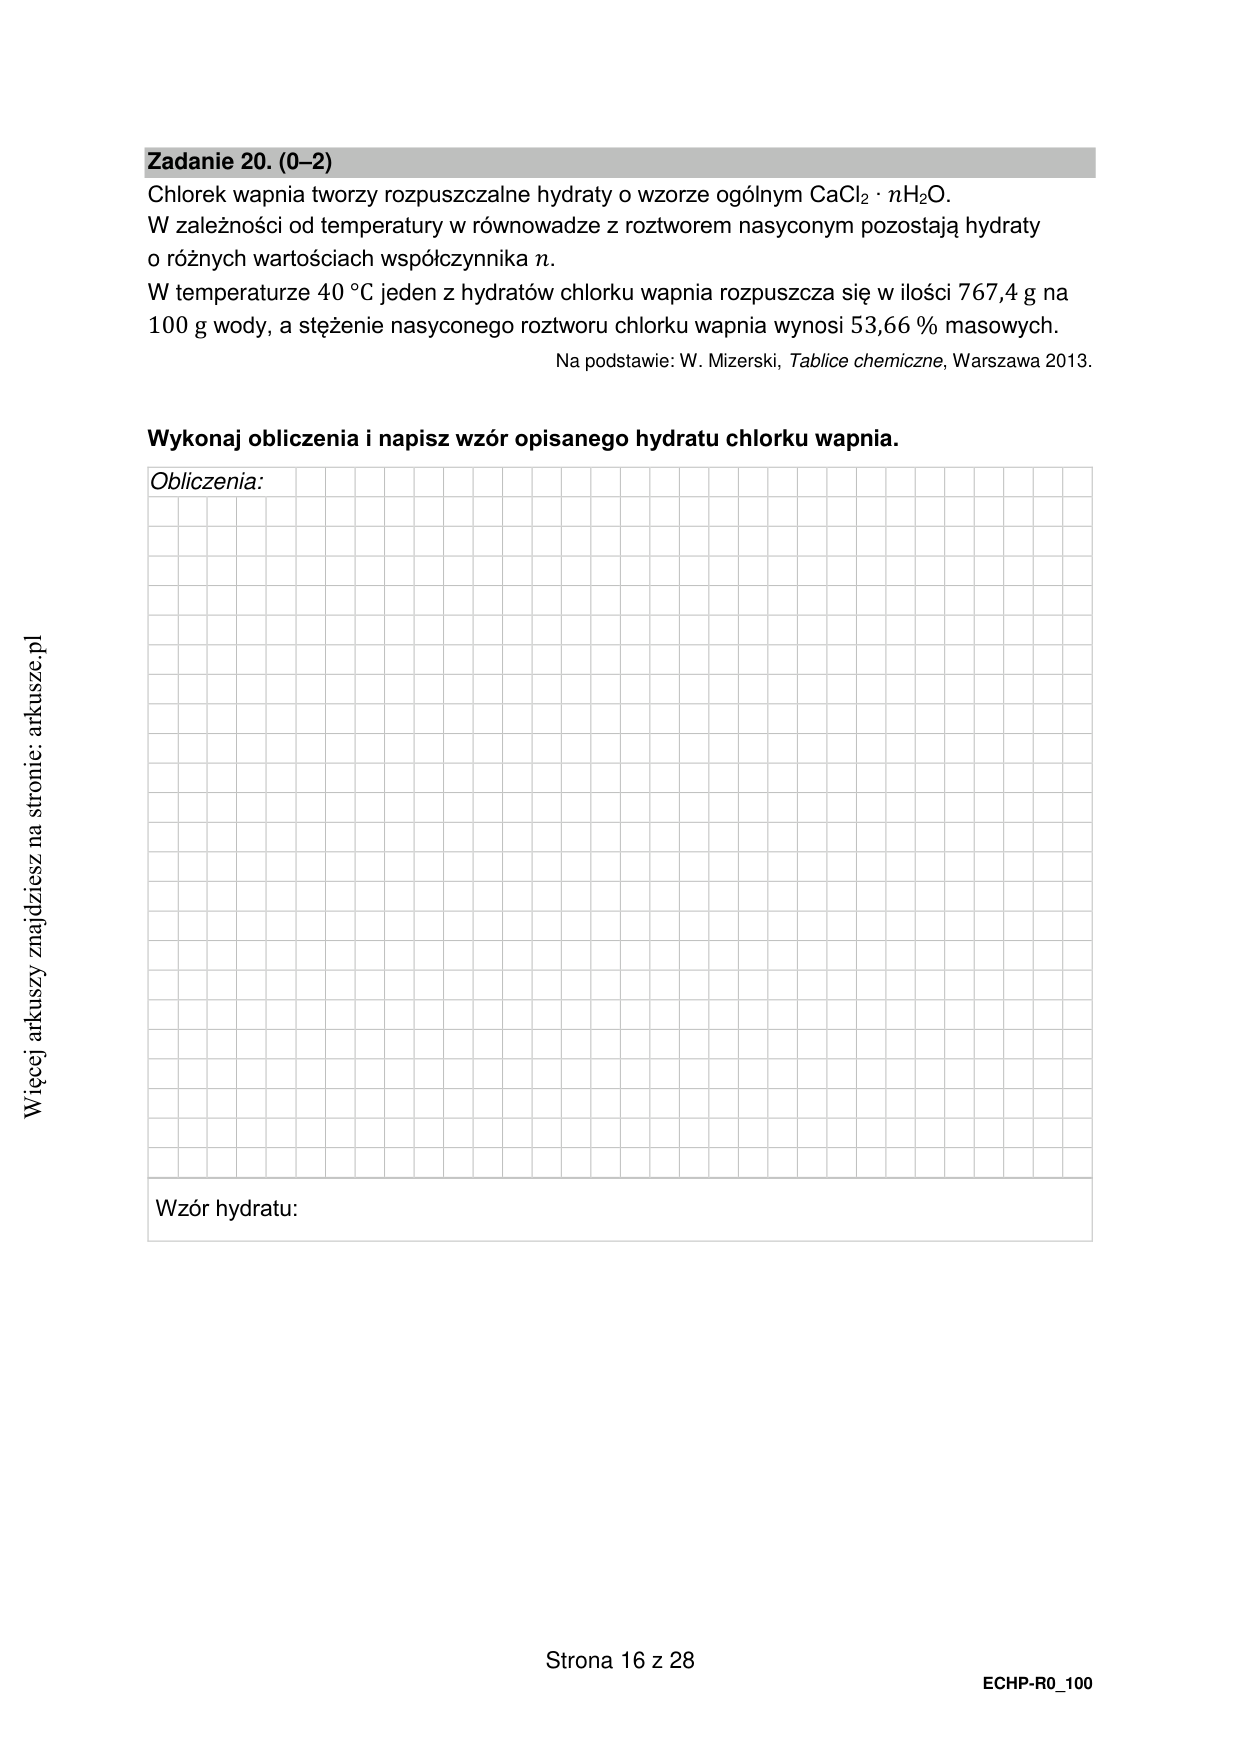 Zadanie 20. (0–2)
Chlorek wapnia tworzy rozpuszczalne hydraty o wzorze ogólnym CaCl₂ · 𝑛H₂O.
W zależności od temperatury w równowadze z roztworem nasyconym pozostają hydraty
o różnych wartościach współczynnika 𝑛.
W temperaturze 40 °C jeden z hydratów chlorku wapnia rozpuszcza się w ilości 767,4 g na
100 g wody, a stężenie nasyconego roztworu chlorku wapnia wynosi 53,66 % masowych.
Na podstawie: W. Mizerski, Tablice chemiczne, Warszawa 2013.
Wykonaj obliczenia i napisz wzór opisanego hydratu chlorku wapnia.
Obliczenia:
Wzór hydratu:
Więcej arkuszy znajdziesz na stronie: arkusze.pl
Strona 16 z 28
ECHP-R0_100